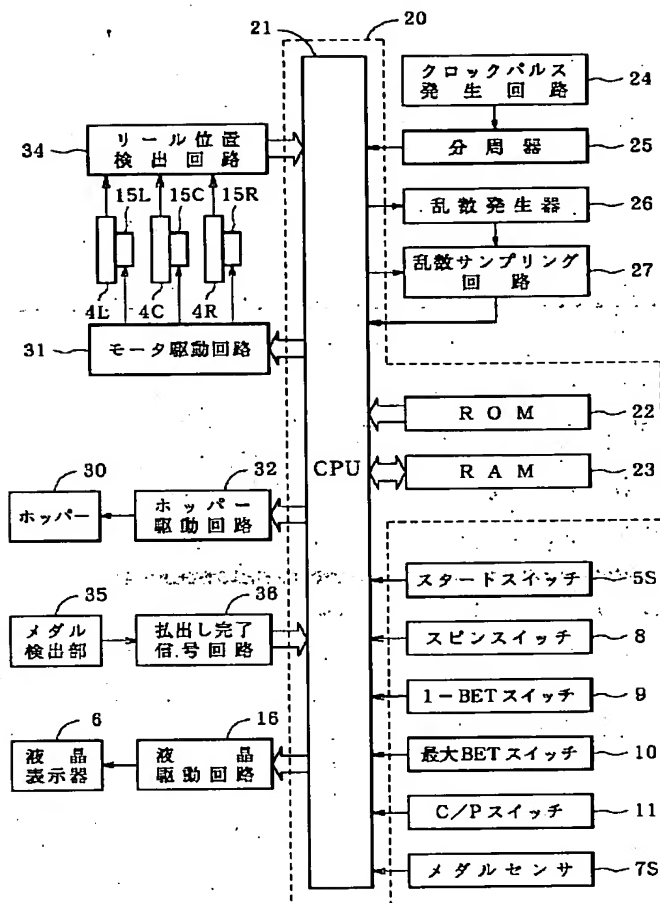 20
21
クロックパルス
発生回路
24
リール位置
検出回路
34
分周器
25
15L
15C
15R
乱数発生器
26
乱数サンプリング
回路
27
4L
4C
4R
モータ駆動回路
31
ROM
22
CPU
RAM
23
30
32
ホッパー
ホッパー
駆動回路
スタードスイッチ
5S
35
36
メダル
検出部
払出し完了
信号回路
スピンスイッチ
8
1-BETスイッチ
9
6
16
液晶
表示器
液晶
駆動回路
最大BETスイッチ
10
C/Pスイッチ
11
メダルセンサ
7S